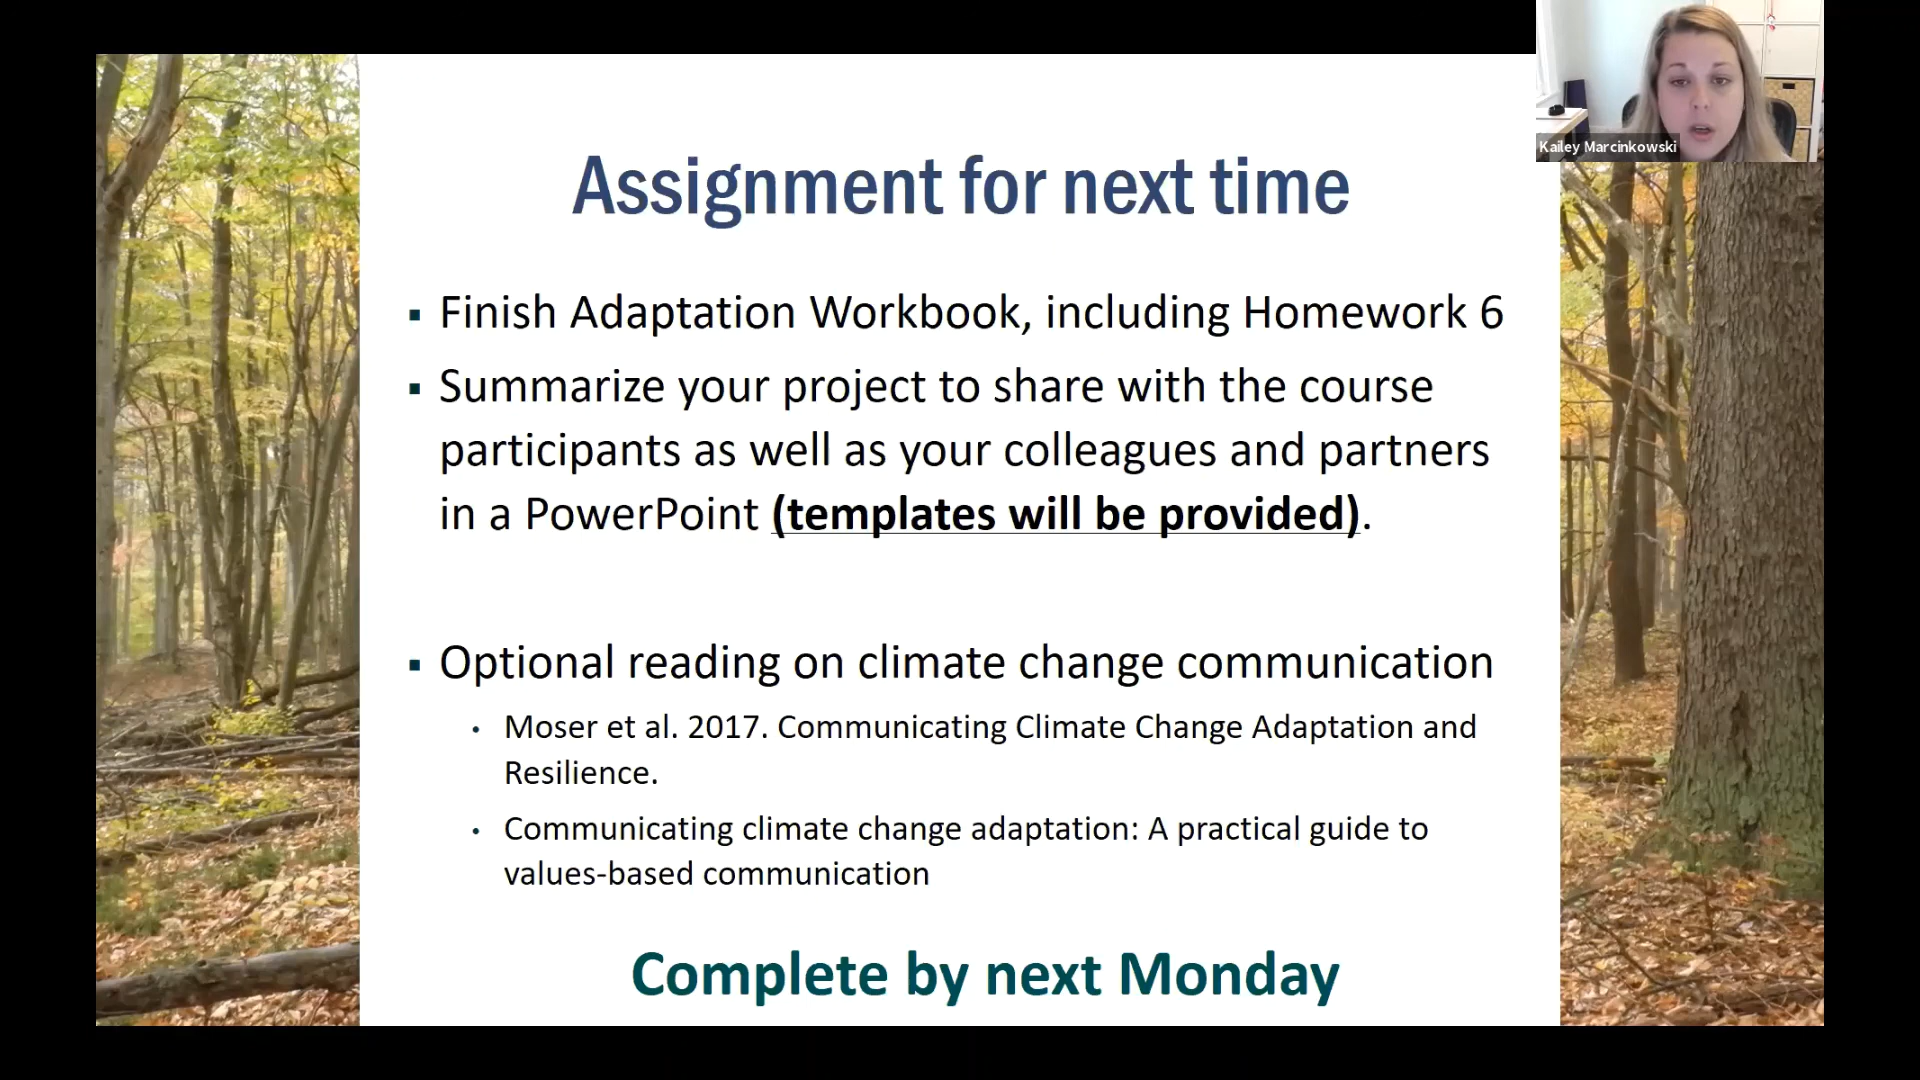 Kailey Marcinkowski
Assignment for next time
▪ Finish Adaptation Workbook, including Homework 6
▪ Summarize your project to share with the course
participants as well as your colleagues and partners
in a PowerPoint (templates will be provided).
▪ Optional reading on climate change communication
• Moser et al. 2017. Communicating Climate Change Adaptation and
Resilience.
• Communicating climate change adaptation: A practical guide to
values-based communication
Complete by next Monday